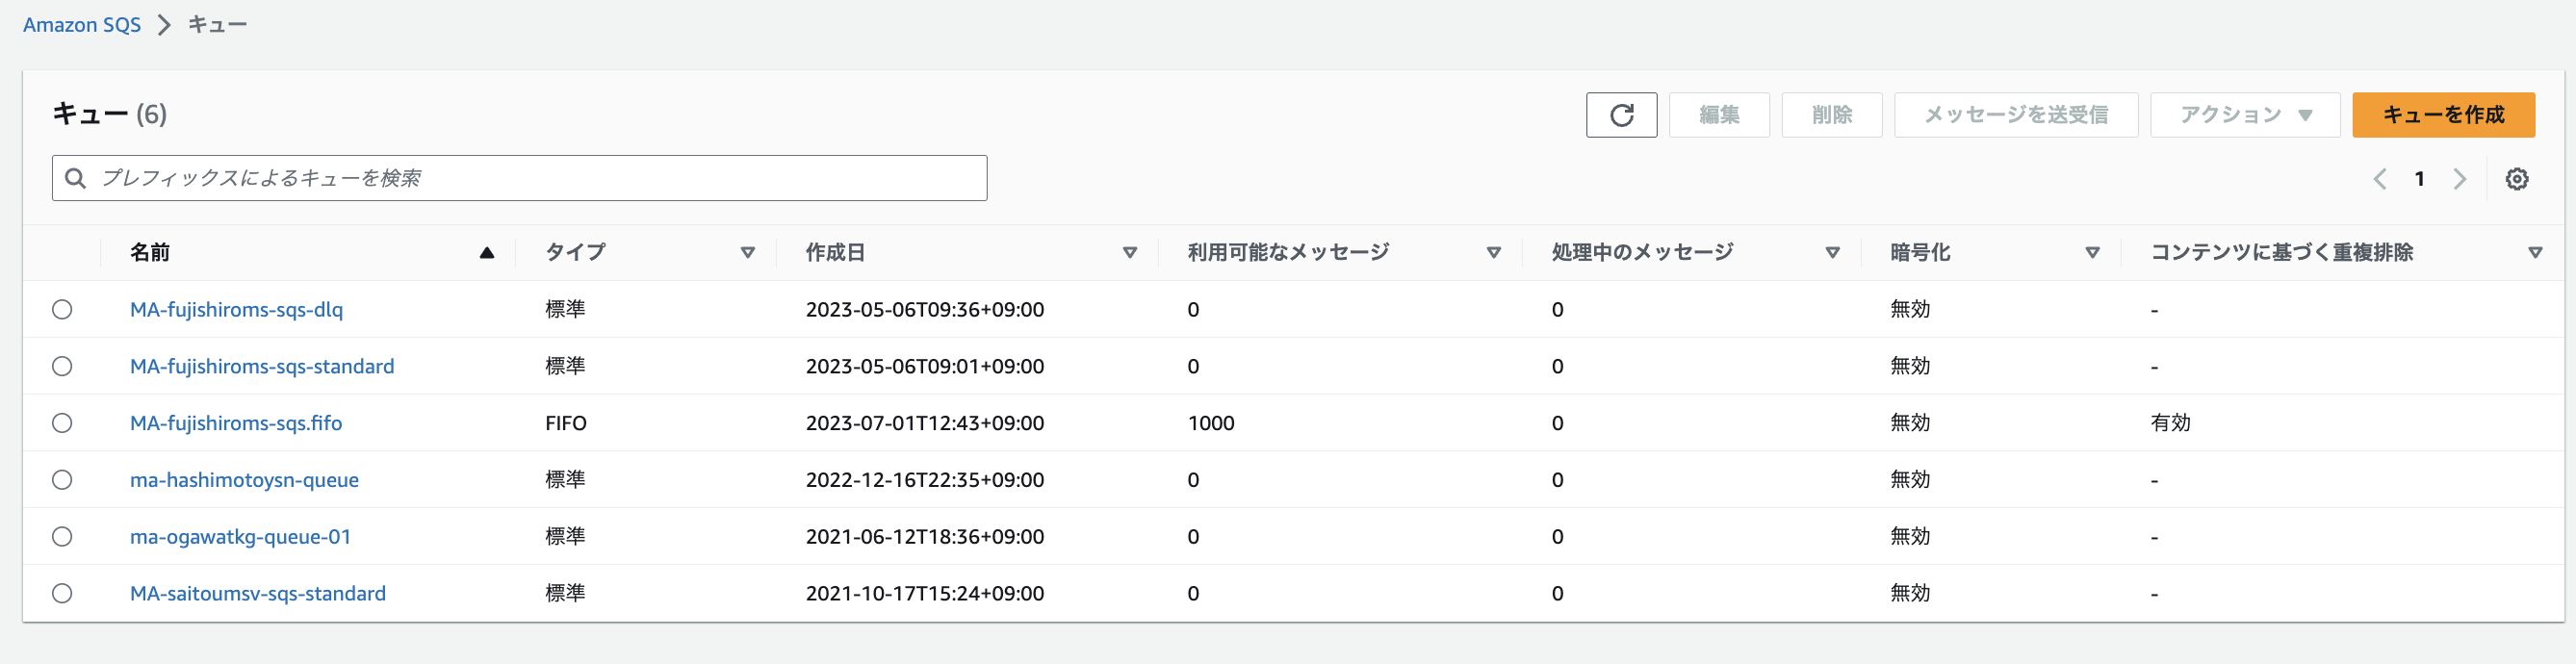 Amazon SQS > キュー
キュー (6)
編集 削除 メッセージを送受信 アクション ▼ キューを作成
プレフィックスによるキューを検索
1
名前 タイプ 作成日 利用可能なメッセージ 処理中のメッセージ 暗号化 コンテンツに基づく重複排除
MA-fujishiroms-sqs-dlq 標準 2023-05-06T09:36+09:00 0 0 無効 -
MA-fujishiroms-sqs-standard 標準 2023-05-06T09:01+09:00 0 0 無効 -
MA-fujishiroms-sqs.fifo FIFO 2023-07-01T12:43+09:00 1000 0 無効 有効
ma-hashimotoysn-queue 標準 2022-12-16T22:35+09:00 0 0 無効 -
ma-ogawatkg-queue-01 標準 2021-06-12T18:36+09:00 0 0 無効 -
MA-saitoumsv-sqs-standard 標準 2021-10-17T15:24+09:00 0 0 無効 -